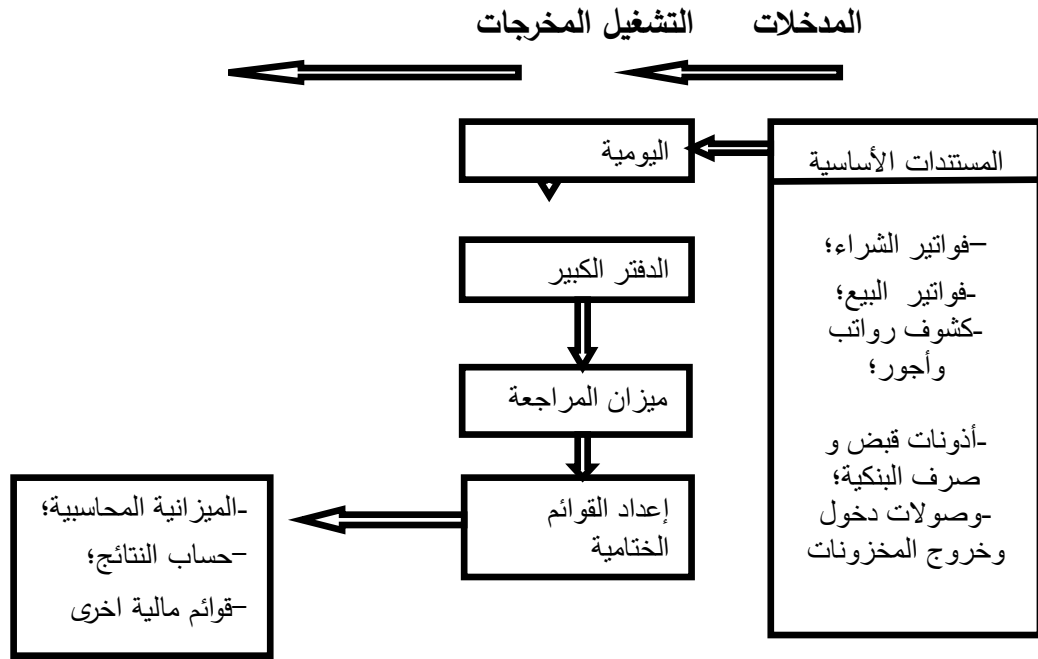 المدخلات التشغيل المخرجات
المستندات الأساسية
–فواتير الشراء؛
-فواتير البيع؛
-كشوف رواتب
وأجور؛
-أذونات قبض و
صرف البنكية؛
-وصولات دخول
وخروج المخزونات
اليومية
الدفتر الكبير
ميزان المراجعة
إعداد القوائم
الختامية
-الميزانية المحاسبية؛
–حساب النتائج؛
–قوائم مالية اخرى